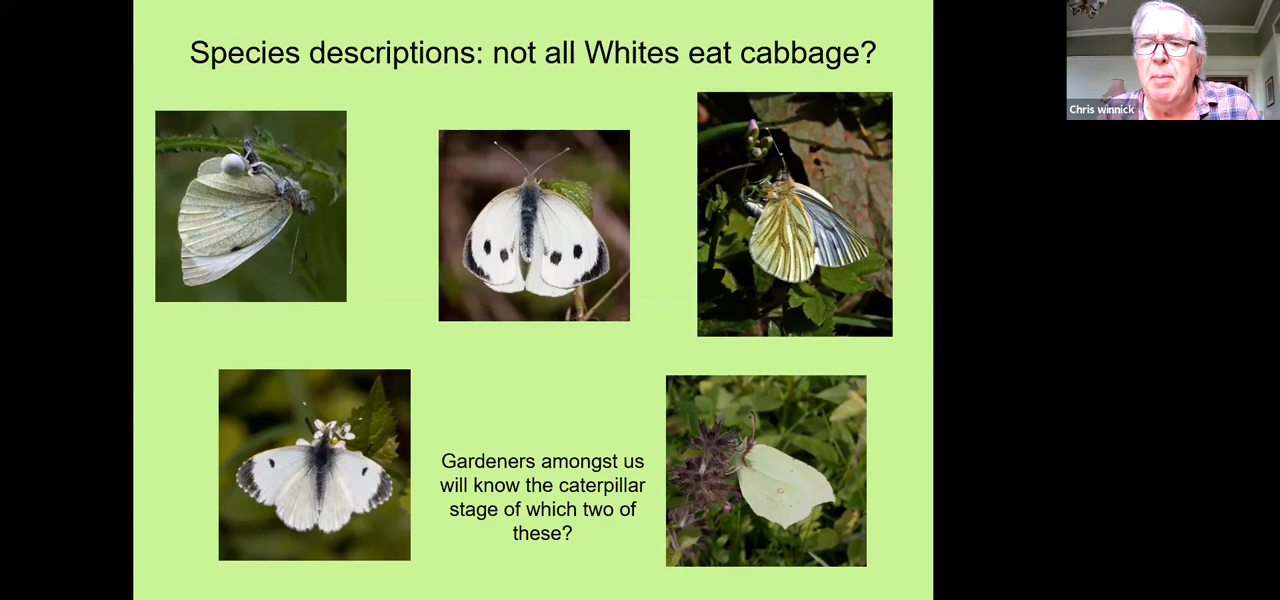 Species descriptions: not all Whites eat cabbage?
Chris winnick
Gardeners amongst us
will know the caterpillar
stage of which two of
these?